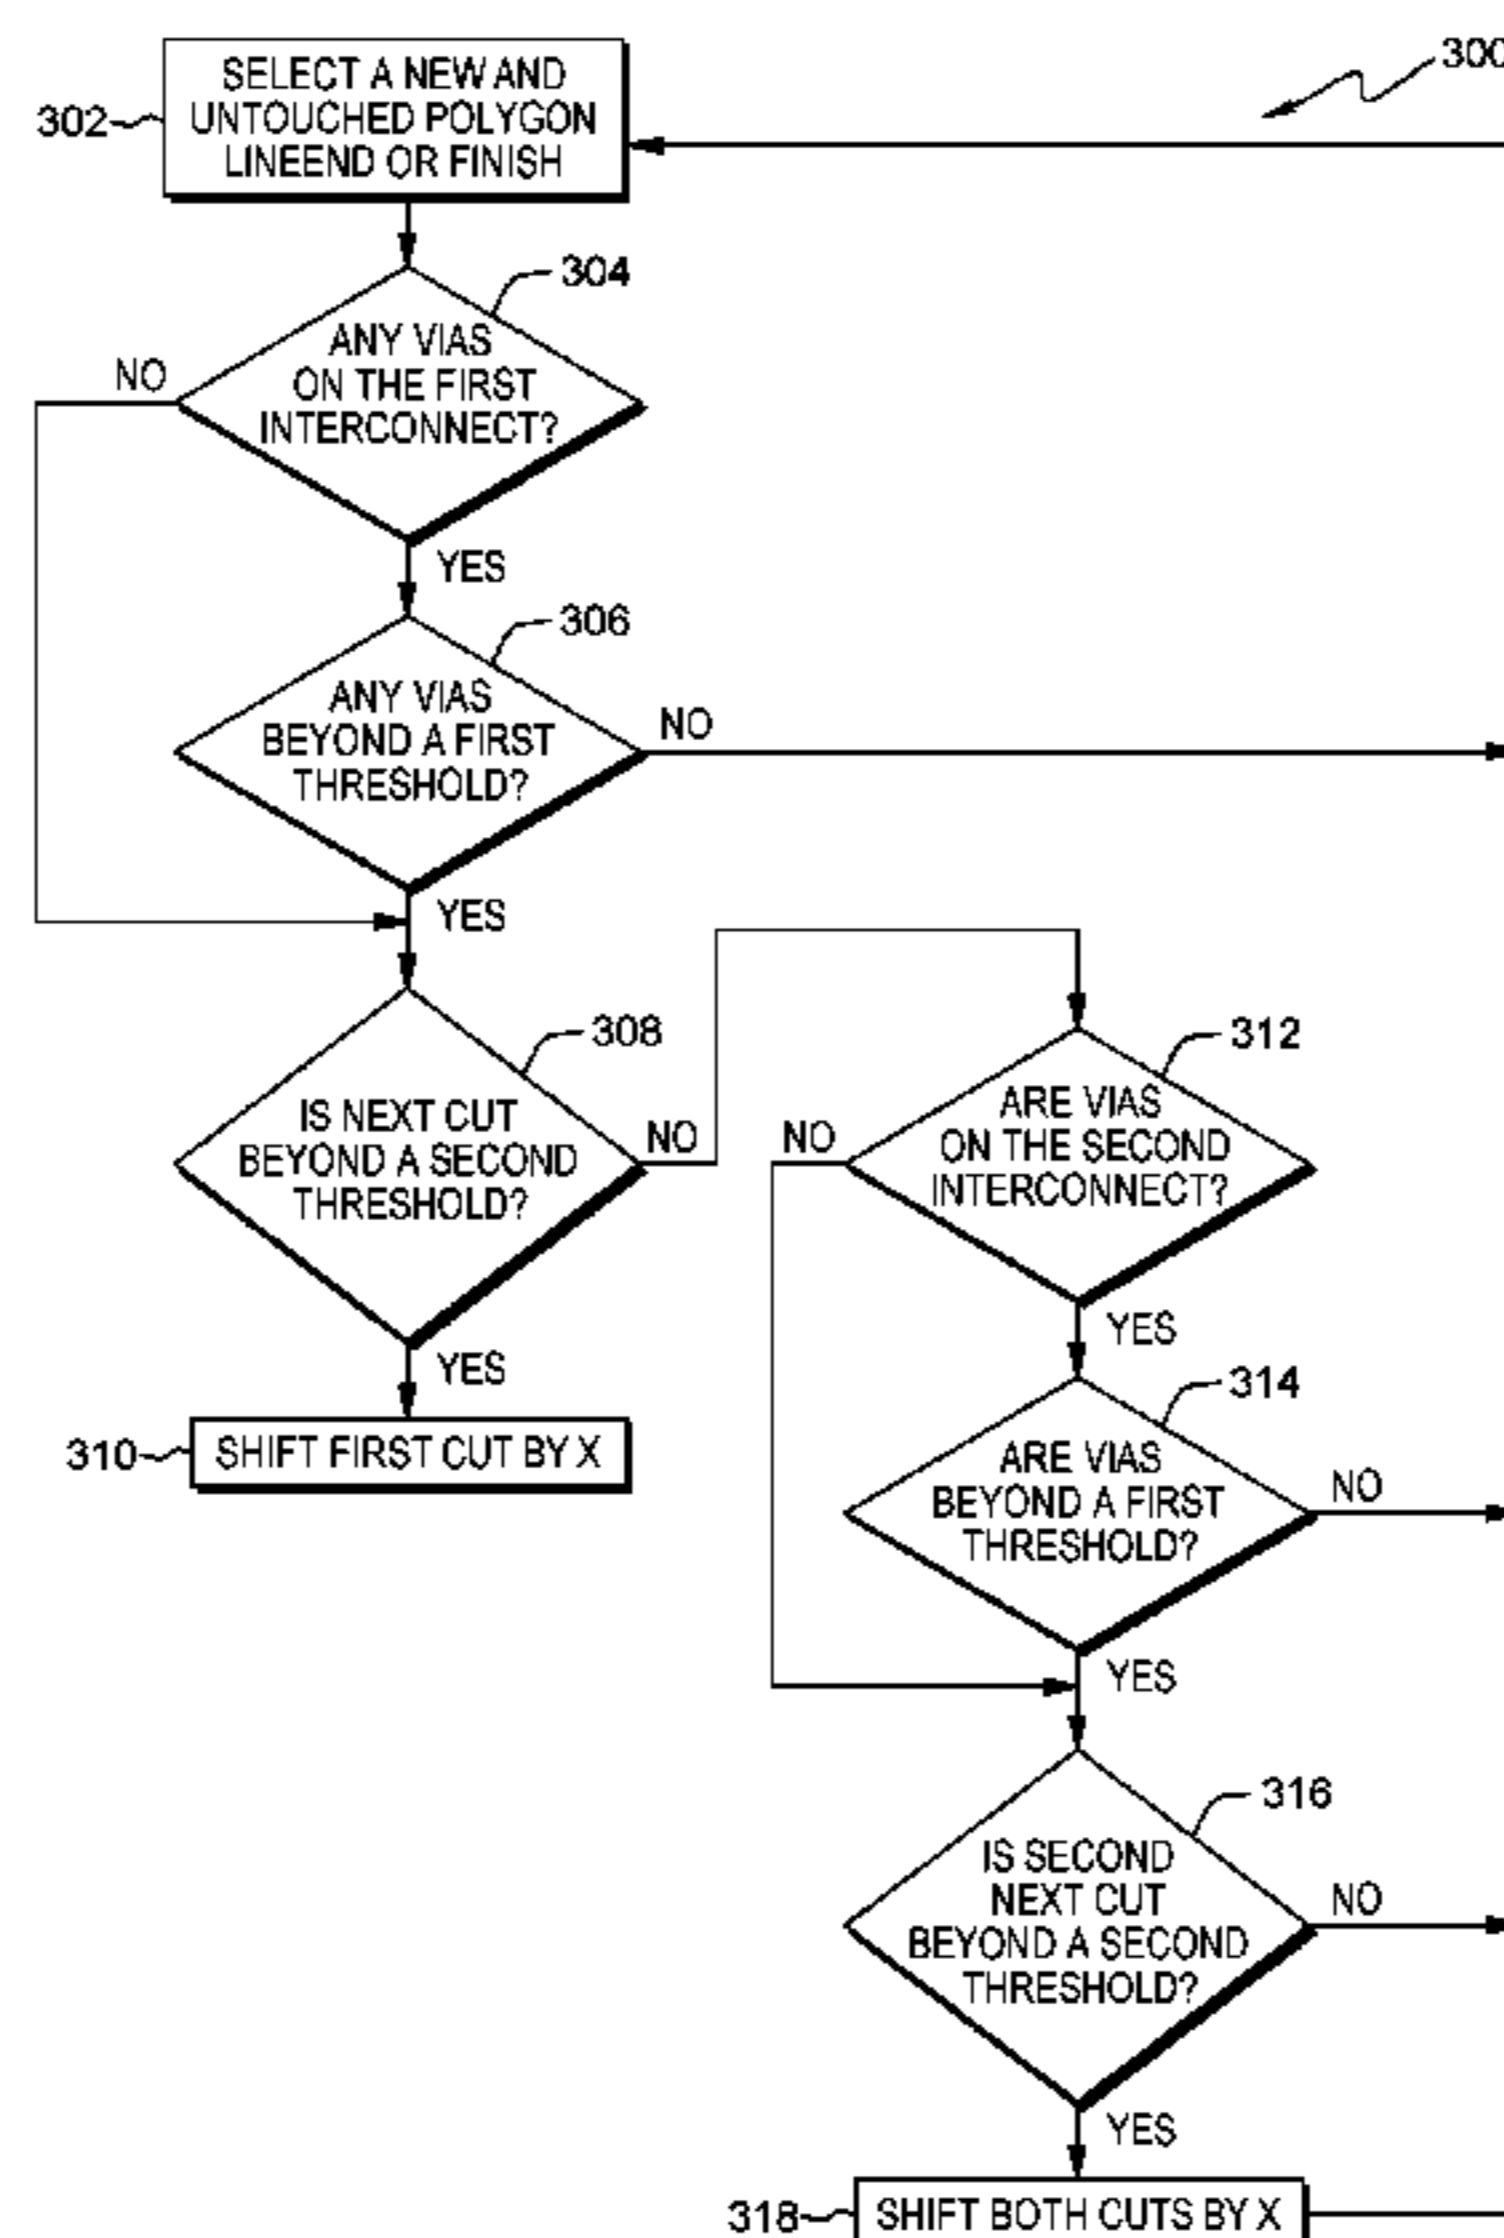 300
SELECT A NEW AND
UNTOUCHED POLYGON
LINEEND OR FINISH
302
304
ANY VIAS
ON THE FIRST
INTERCONNECT?
NO
YES
306
ANY VIAS
BEYOND A FIRST
THRESHOLD?
NO
YES
308
IS NEXT CUT
BEYOND A SECOND
THRESHOLD?
NO
YES
310
SHIFT FIRST CUT BY X
312
ARE VIAS
ON THE SECOND
INTERCONNECT?
NO
YES
314
ARE VIAS
BEYOND A FIRST
THRESHOLD?
NO
YES
316
IS SECOND
NEXT CUT
BEYOND A SECOND
THRESHOLD?
NO
YES
318
SHIFT BOTH CUTS BY X